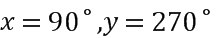 x = 90°,y = 270°